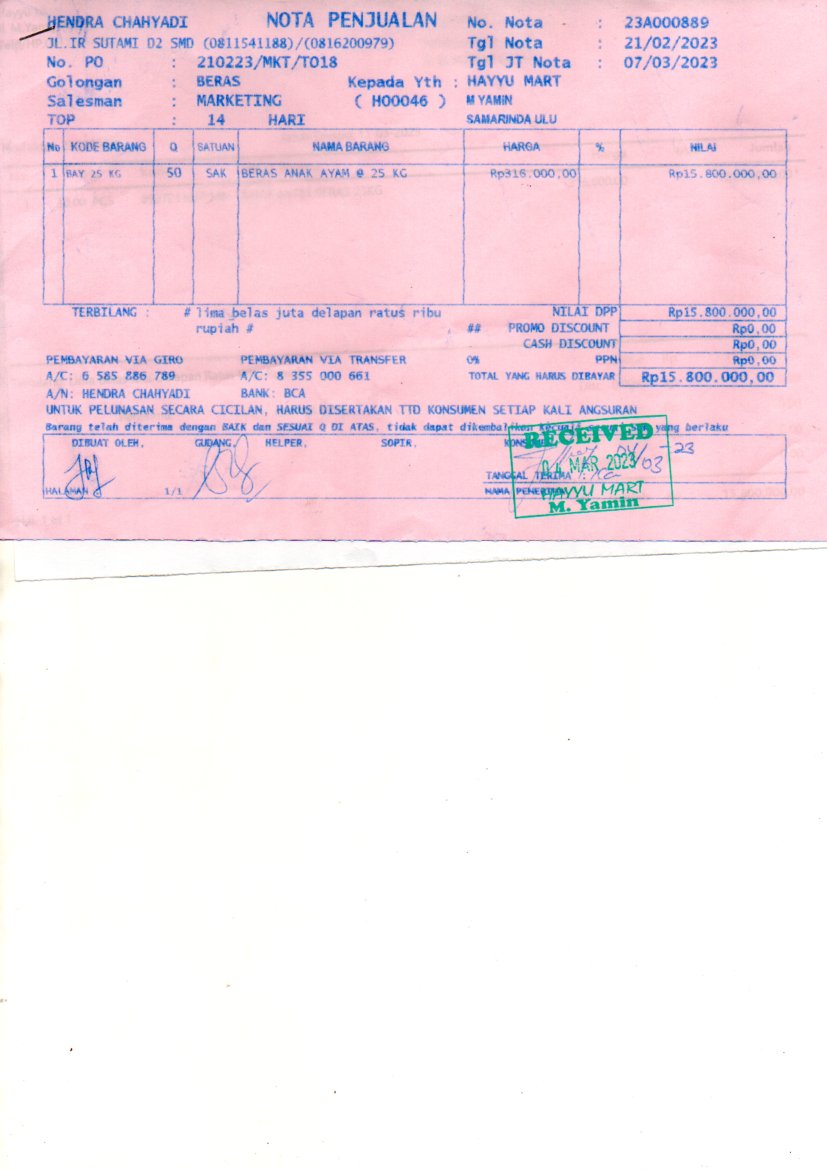 HENDRA CHAHYADI NOTA PENJUALAN No. Nota : 23A000889
JL.IR SUTAMI D2 SMD (0811541188)/(0816200979) Tgl Nota : 21/02/2023
No. PO : 210223/MKT/TO18 Tgl JT Nota : 07/03/2023
Golongan : BERAS Kepada Yth : HAYYU MART
Salesman : MARKETING ( H00046 ) M YAMIN
TOP : 14 HARI SAMARINDA ULU
No KODE BARANG Q SATUAN NAMA BARANG HARGA % NILAI
1 BAY 25 KG 50 SAK BERAS ANAK AYAM @ 25 KG Rp316.000,00 Rp15.800.000,00
TERBILANG : # lima belas juta delapan ratus ribu NILAI DPP Rp15.800.000,00
rupiah # ## PROMO DISCOUNT Rp0,00
CASH DISCOUNT Rp0,00
PEMBAYARAN VIA GIRO PEMBAYARAN VIA TRANSFER 0% PPN Rp0,00
A/C: 6 585 886 789 A/C: 8 355 000 661 TOTAL YANG HARUS DIBAYAR Rp15.800.000,00
A/N: HENDRA CHAHYADI BANK: BCA
UNTUK PELUNASAN SECARA CICILAN, HARUS DISERTAKAN TTD KONSUMEN SETIAP KALI ANGSURAN
Barang telah diterima dengan BAIK dan SESUAI Q DI ATAS, tidak dapat dikembalikan yang berlaku
DIBUAT OLEH, GUDANG, HELPER, SOPIR,
RECEIVED
04/03 - 23
04 MAR 2023
TANGGAL TERIMA :
HALAMAN 1/1
HAYYU MART
M. Yamin